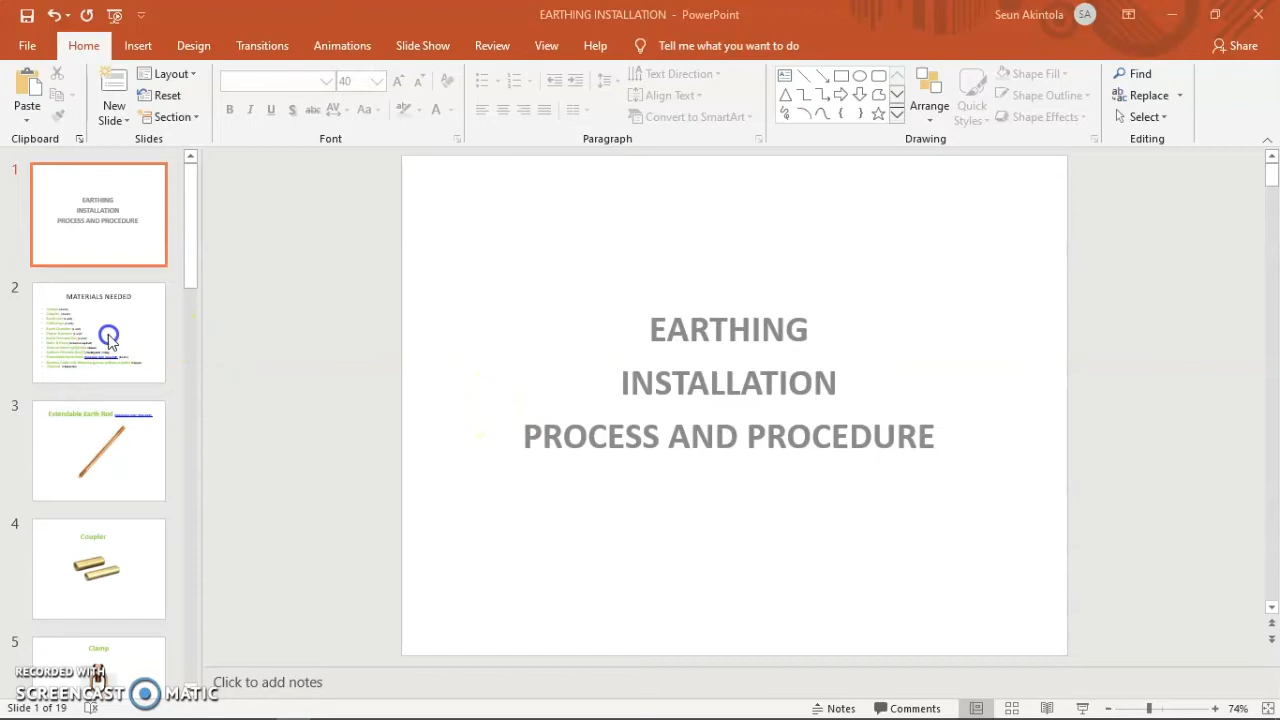 EARTHING INSTALLATION - PowerPoint
Seun Akintola
SA
File
Home
Insert
Design
Transitions
Animations
Slide Show
Review
View
Help
Tell me what you want to do
Share
Paste
New
Slide
Layout
Reset
Section
40
B I U S abc AV Aa A
Text Direction
Align Text
Convert to SmartArt
Arrange
Quick
Styles
Shape Fill
Shape Outline
Shape Effects
Find
Replace
Select
Clipboard
Slides
Font
Paragraph
Drawing
Editing
1
EARTHING
INSTALLATION
PROCESS AND PROCEDURE
2
MATERIALS NEEDED
3
Extendable Earth Rod
4
Coupler
5
Clamp
EARTHING
INSTALLATION
PROCESS AND PROCEDURE
Click to add notes
RECORDED WITH
SCREENCAST MATIC
Slide 1 of 19
Notes
Comments
74%